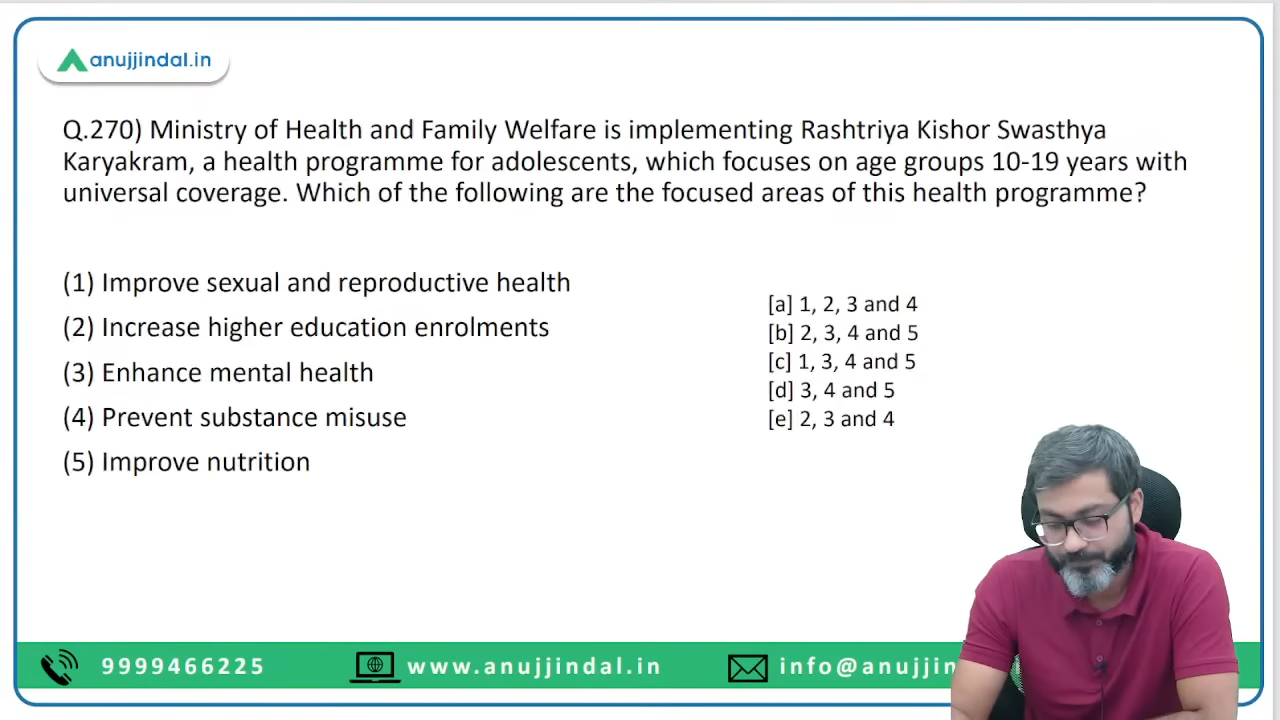 anujjindal.in
Q.270) Ministry of Health and Family Welfare is implementing Rashtriya Kishor Swasthya
Karyakram, a health programme for adolescents, which focuses on age groups 10-19 years with
universal coverage. Which of the following are the focused areas of this health programme?
(1) Improve sexual and reproductive health
(2) Increase higher education enrolments
(3) Enhance mental health
(4) Prevent substance misuse
(5) Improve nutrition
[a] 1, 2, 3 and 4
[b] 2, 3, 4 and 5
[c] 1, 3, 4 and 5
[d] 3, 4 and 5
[e] 2, 3 and 4
9999466225
www.anujjindal.in
info@anujjin